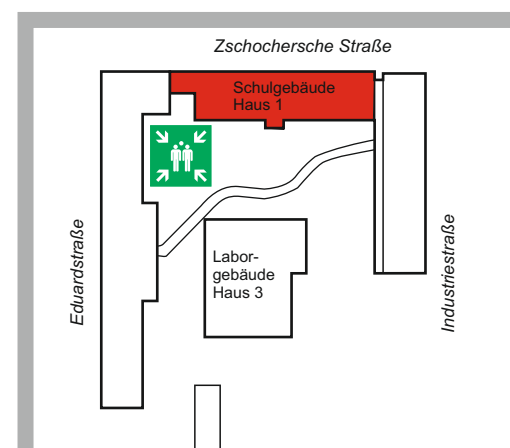 Zschochersche Straße
Schulgebäude
Haus 1
Eduardstraße
Labor-
gebäude
Haus 3
Industriestraße